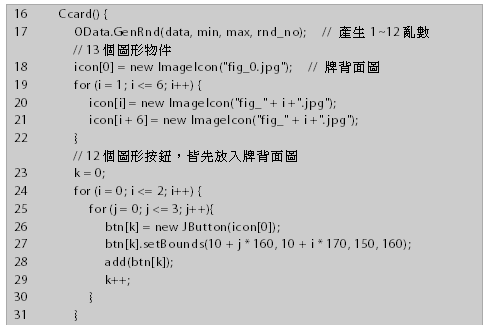 16 Ccard() {
17 OData.GenRnd(data, min, max, rnd_no); // 產生 1~12 亂數
// 13 個圖形物件
18 icon[0] = new ImageIcon("fig_0.jpg"); // 牌背面圖
19 for (i = 1; i <= 6; i++) {
20 icon[i] = new ImageIcon("fig_" + i + ".jpg");
21 icon[i + 6] = new ImageIcon("fig_" + i + ".jpg");
22 }
// 12 個圖形按鈕，皆先放入牌背面圖
23 k = 0;
24 for (i = 0; i <= 2; i++) {
25 for (j = 0; j <= 3; j++){
26 btn[k] = new JButton(icon[0]);
27 btn[k].setBounds(10 + j * 160, 10 + i * 170, 150, 160);
28 add(btn[k]);
29 k++;
30 }
31 }